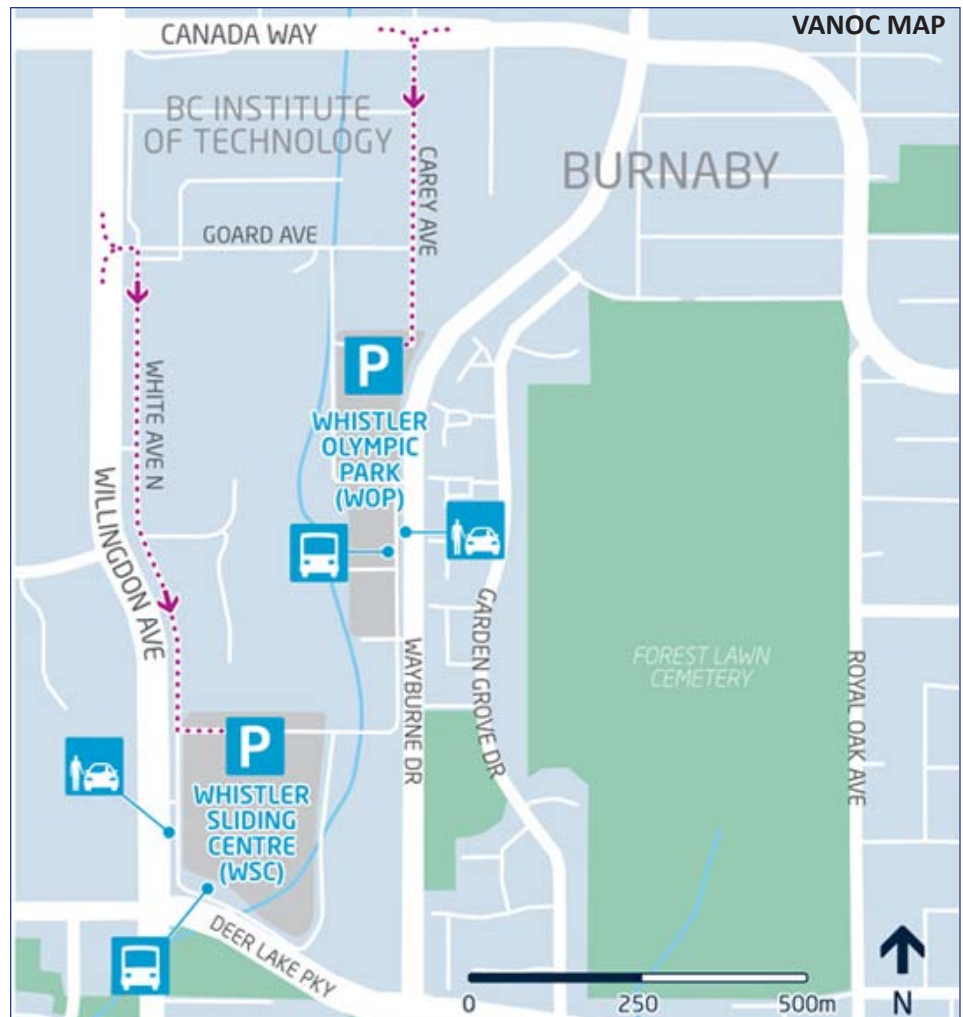 VANOC MAP
CANADA WAY
BC INSTITUTE
OF TECHNOLOGY
CAREY AVE
BURNABY
GOARD AVE
WHITE AVE N
P
WHISTLER
OLYMPIC
PARK
(WOP)
WILLINGDON AVE
GARDEN GROVE DR
WAYBURNE DR
FOREST LAWN
CEMETERY
ROYAL OAK AVE
P
WHISTLER
SLIDING
CENTRE
(WSC)
DEER LAKE PKY
0 250 500m
N